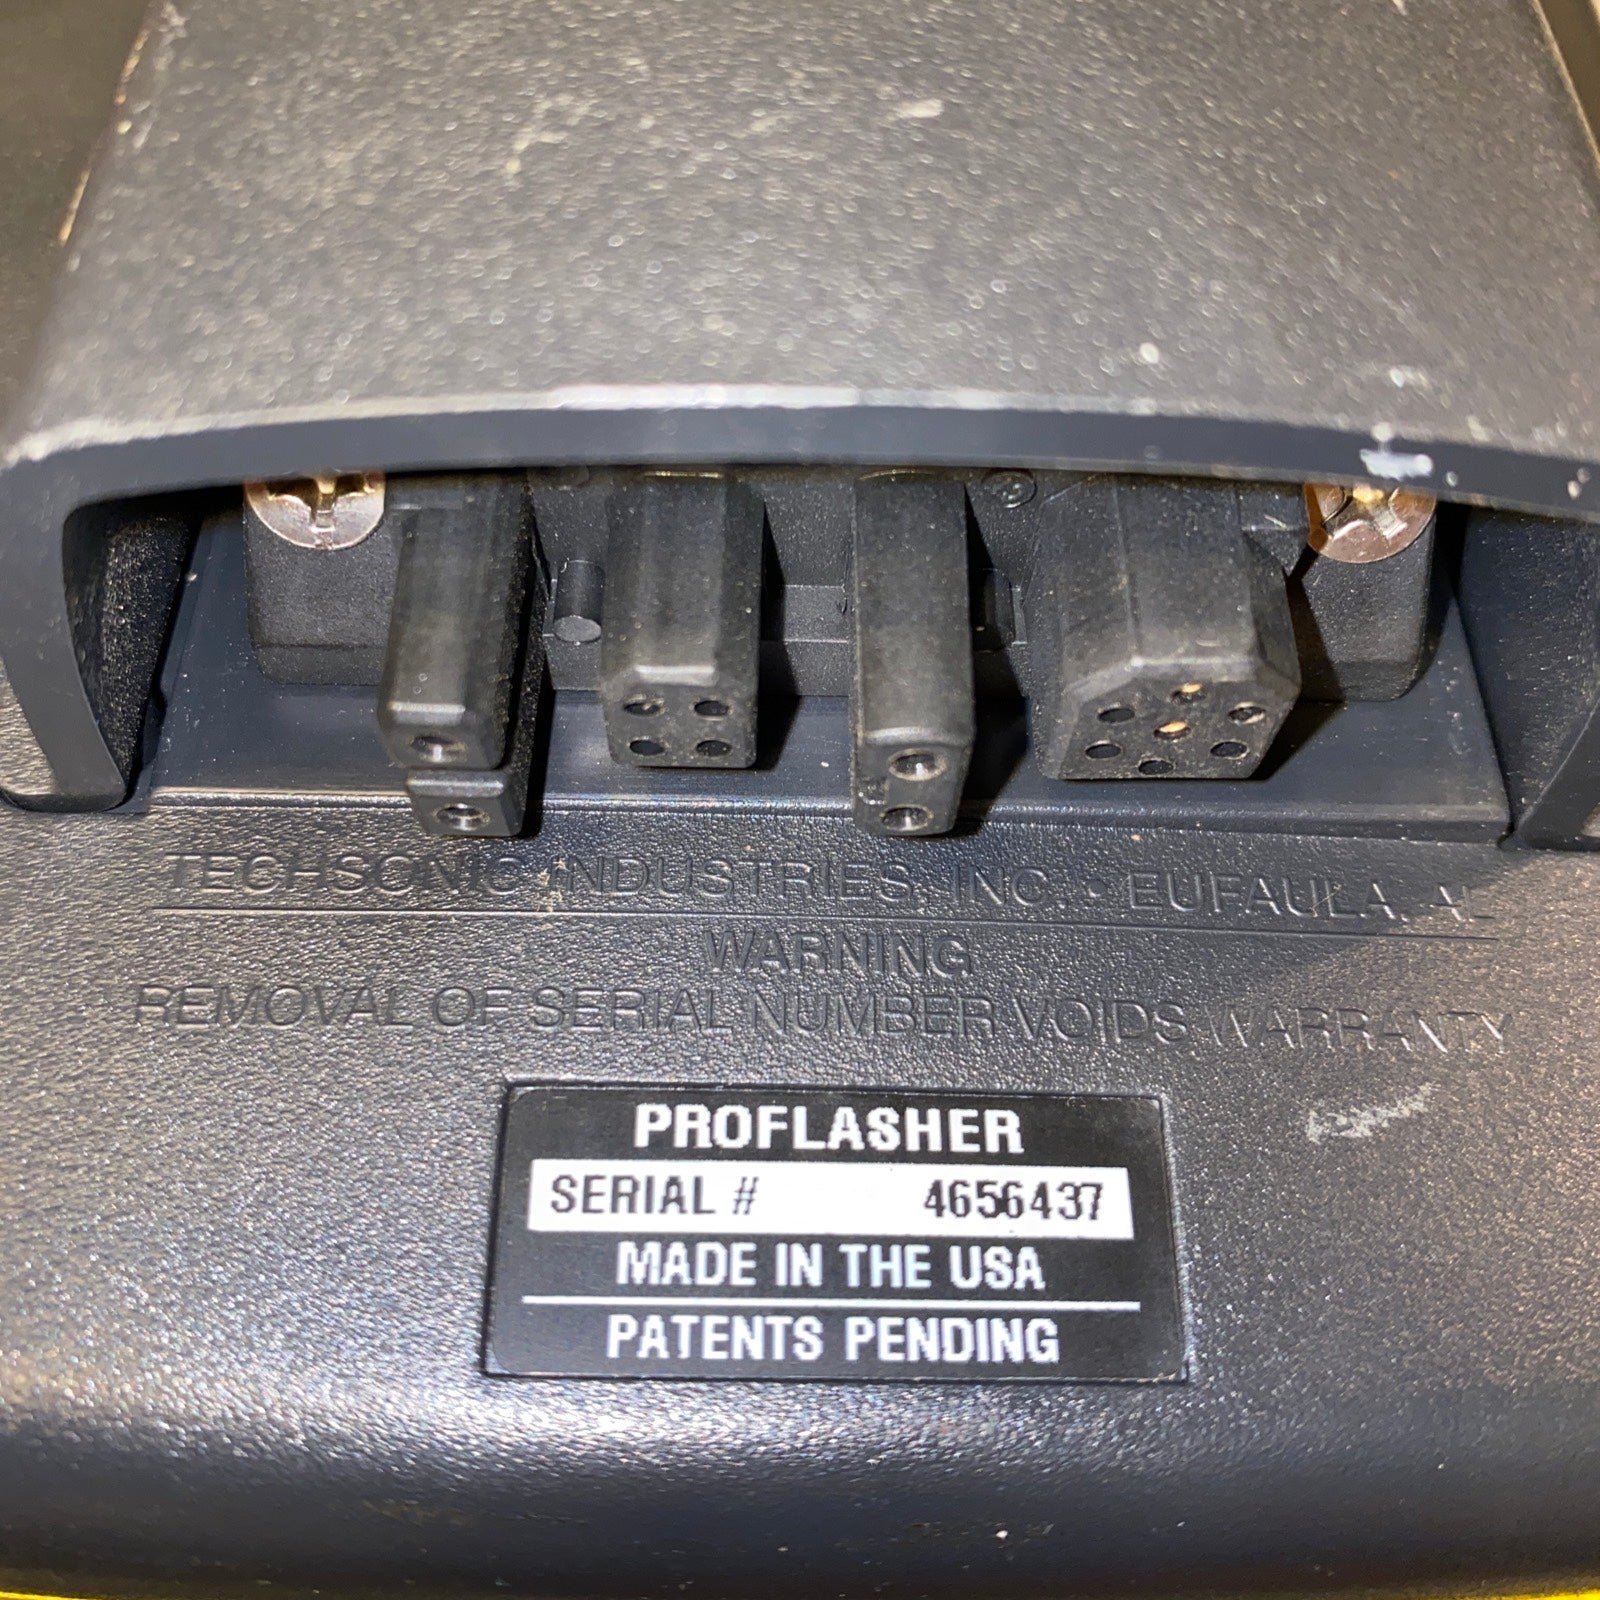 TECHSONIC INDUSTRIES, INC. • EUFAULA, AL
WARNING
REMOVAL OF SERIAL NUMBER VOIDS WARRANTY
PROFLASHER
SERIAL # 4656437
MADE IN THE USA
PATENTS PENDING